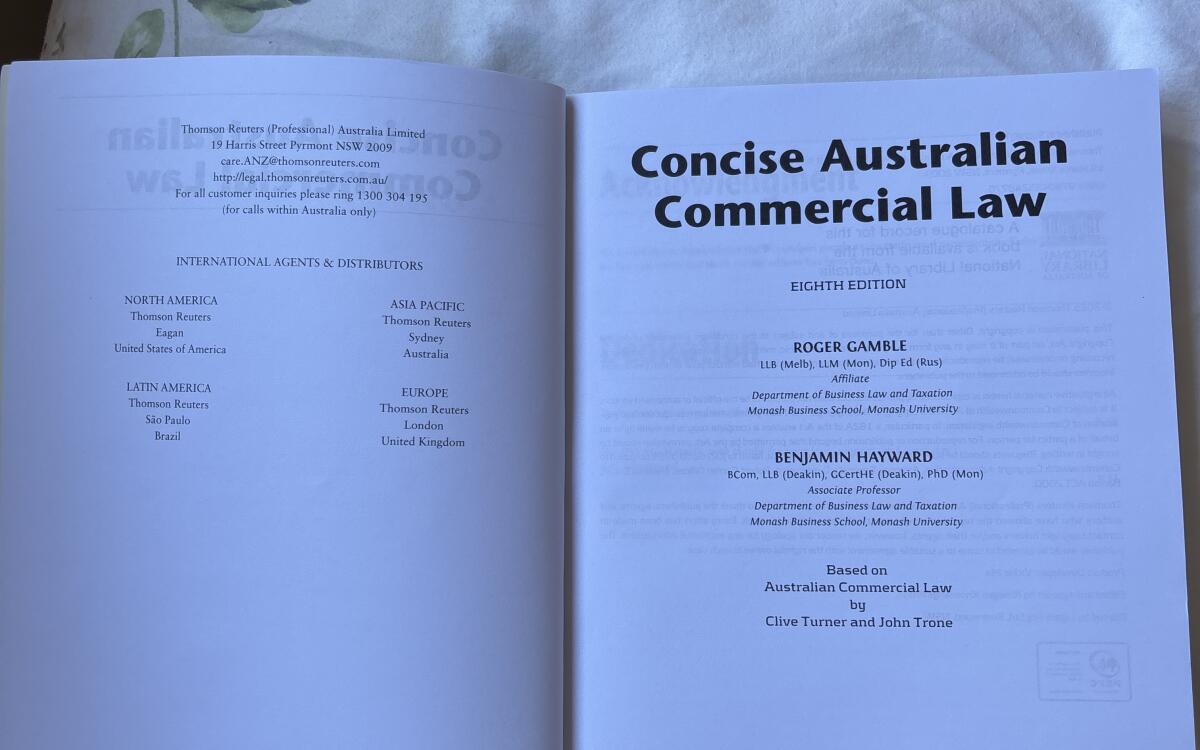 Thomson Reuters (Professional) Australia Limited
19 Harris Street Pyrmont NSW 2009
care.ANZ@thomsonreuters.com
http://legal.thomsonreuters.com.au/
For all customer inquiries please ring 1300 304 195
(for calls within Australia only)
INTERNATIONAL AGENTS & DISTRIBUTORS
NORTH AMERICA
Thomson Reuters
Eagan
United States of America
ASIA PACIFIC
Thomson Reuters
Sydney
Australia
LATIN AMERICA
Thomson Reuters
São Paulo
Brazil
EUROPE
Thomson Reuters
London
United Kingdom
Concise Australian
Commercial Law
EIGHTH EDITION
ROGER GAMBLE
LLB (Melb), LLM (Mon), Dip Ed (Rus)
Affiliate
Department of Business Law and Taxation
Monash Business School, Monash University
BENJAMIN HAYWARD
BCom, LLB (Deakin), GCertHE (Deakin), PhD (Mon)
Associate Professor
Department of Business Law and Taxation
Monash Business School, Monash University
Based on
Australian Commercial Law
by
Clive Turner and John Trone